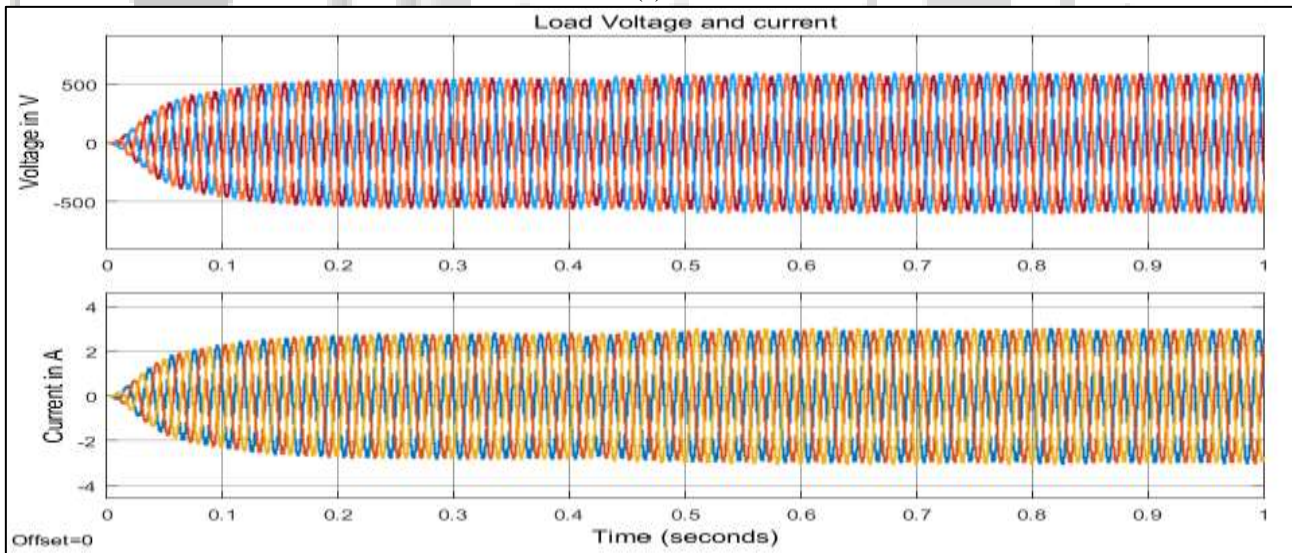 Load Voltage and current
Voltage in V
500
0
-500
0 0.1 0.2 0.3 0.4 0.5 0.6 0.7 0.8 0.9 1
Current in A
4
2
0
-2
-4
0 0.1 0.2 0.3 0.4 0.5 0.6 0.7 0.8 0.9 1
Offset=0
Time (seconds)